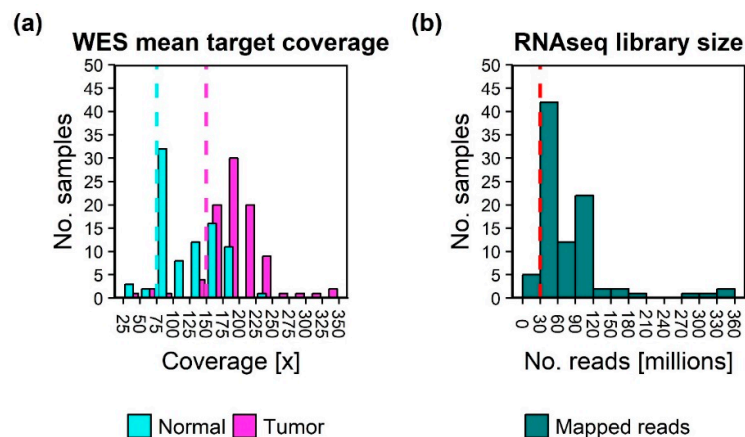 (a)
WES mean target coverage
50
45
40
35
30
25
20
15
10
5
0
No. samples
25 50 75 100 125 150 175 200 225 250 275 300 325 350
Coverage [x]
Normal Tumor
(b)
RNAseq library size
50
45
40
35
30
25
20
15
10
5
0
No. samples
0 30 60 90 120 150 180 210 240 270 300 330 360
No. reads [millions]
Mapped reads